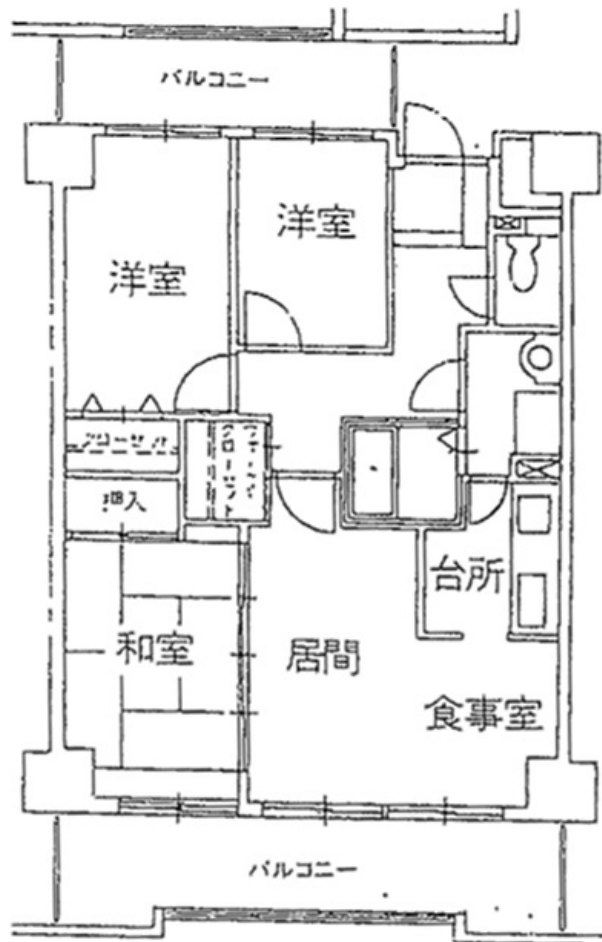 バルコニー
洋室
洋室
クローゼット
ウォークイン
クローゼット
押入
台所
和室
居間
食事室
バルコニー